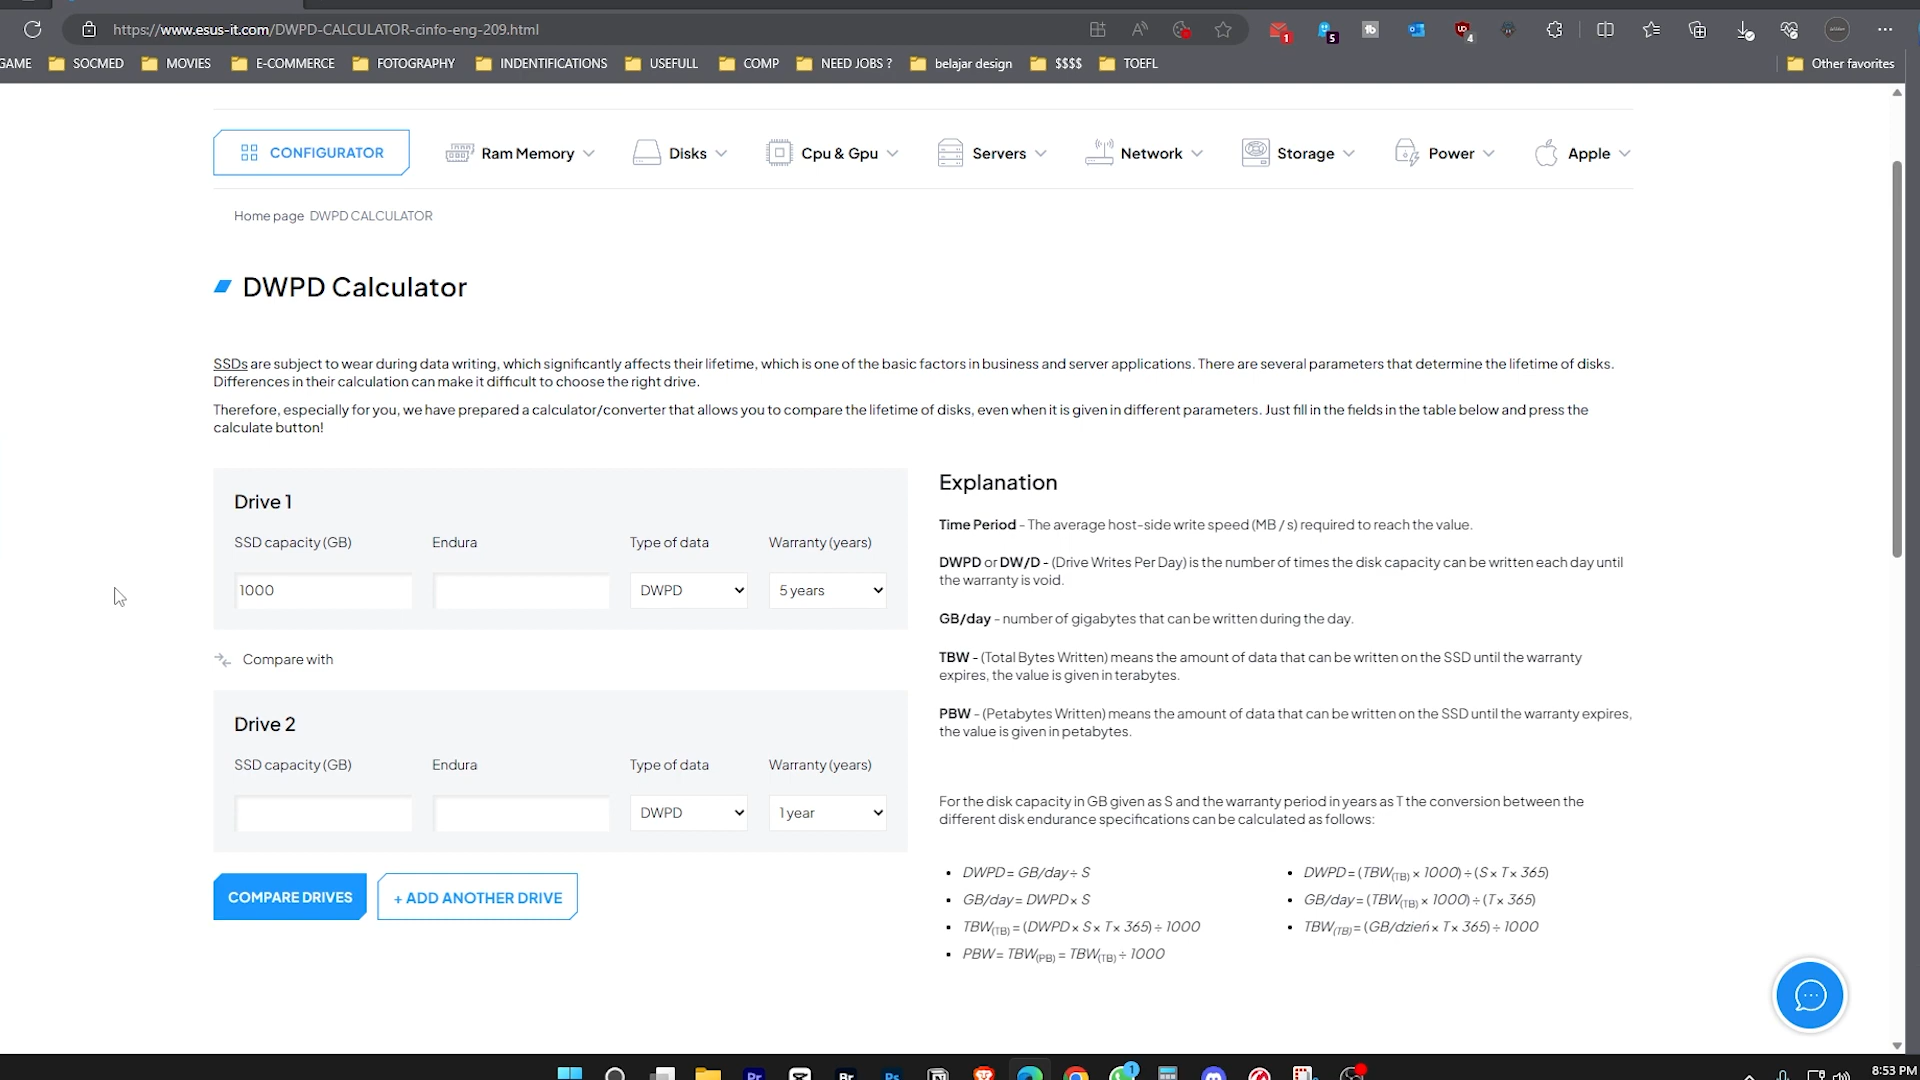 https://www.esus-it.com/DWPD-CALCULATOR-cinfo-eng-209.html
1
5
4
GAME SOCMED MOVIES E-COMMERCE FOTOGRAPHY INDENTIFICATIONS USEFULL COMP NEED JOBS ? belajar design $$$$ TOEFL Other favorites
CONFIGURATOR Ram Memory Disks Cpu & Gpu Servers Network Storage Power Apple
Home page DWPD CALCULATOR
DWPD Calculator
SSDs are subject to wear during data writing, which significantly affects their lifetime, which is one of the basic factors in business and server applications. There are several parameters that determine the lifetime of disks.
Differences in their calculation can make it difficult to choose the right drive.
Therefore, especially for you, we have prepared a calculator/converter that allows you to compare the lifetime of disks, even when it is given in different parameters. Just fill in the fields in the table below and press the
calculate button!
Drive 1
SSD capacity (GB) Endura Type of data Warranty (years)
1000 DWPD 5 years
Compare with
Drive 2
SSD capacity (GB) Endura Type of data Warranty (years)
DWPD 1 year
COMPARE DRIVES + ADD ANOTHER DRIVE
Explanation
Time Period - The average host-side write speed (MB / s) required to reach the value.
DWPD or DW/D - (Drive Writes Per Day) is the number of times the disk capacity can be written each day until
the warranty is void.
GB/day - number of gigabytes that can be written during the day.
TBW - (Total Bytes Written) means the amount of data that can be written on the SSD until the warranty
expires, the value is given in terabytes.
PBW - (Petabytes Written) means the amount of data that can be written on the SSD until the warranty expires,
the value is given in petabytes.
For the disk capacity in GB given as S and the warranty period in years as T the conversion between the
different disk endurance specifications can be calculated as follows:
• DWPD = GB/day ÷ S
• GB/day = DWPD × S
• TBW(TB) = (DWPD × S × T × 365) ÷ 1000
• PBW = TBW(PB) = TBW(TB) ÷ 1000
• DWPD = (TBW(TB) × 1000) ÷ (S × T × 365)
• GB/day = (TBW(TB) × 1000) ÷ (T × 365)
• TBW(TB) = (GB/dzień × T × 365) ÷ 1000
Pr Br Ps 1 8:53 PM